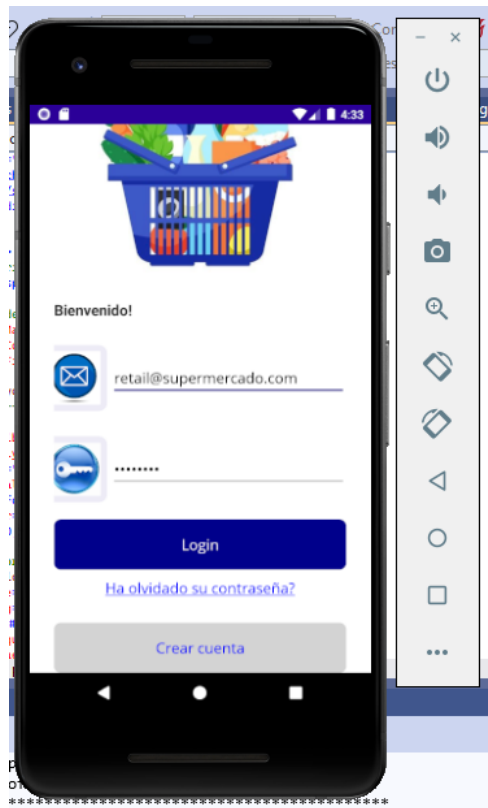 4:33
Bienvenido!
retail@supermercado.com
••••••••
Login
Ha olvidado su contraseña?
Crear cuenta